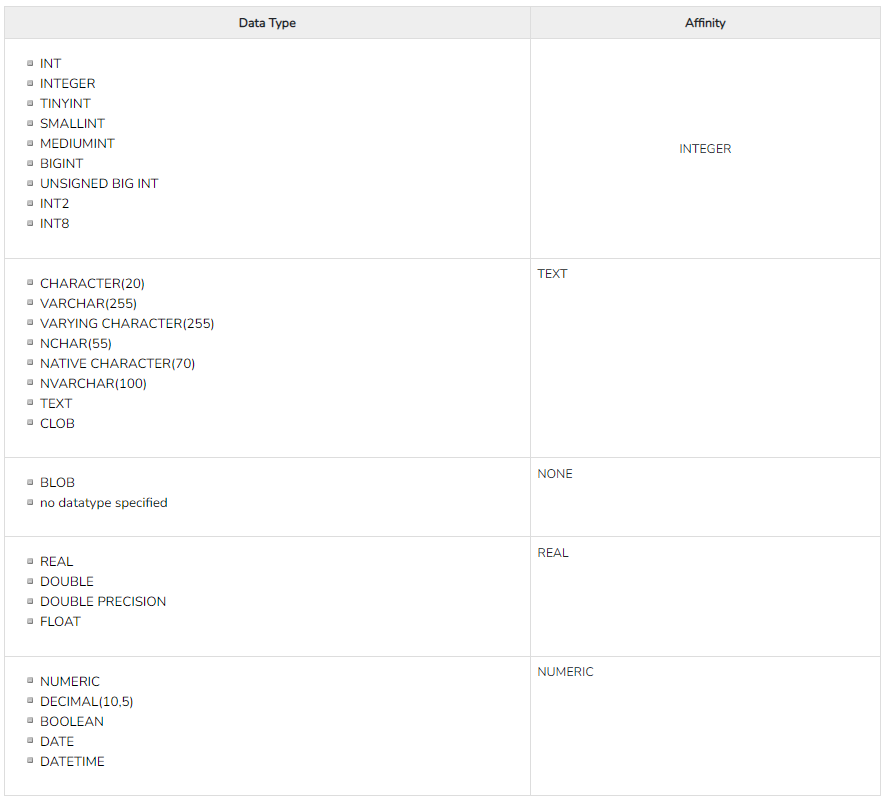 Data Type Affinity
INT
INTEGER
TINYINT
SMALLINT
MEDIUMINT
INTEGER
BIGINT
UNSIGNED BIG INT
INT2
INT8
CHARACTER(20)
VARCHAR(255)
VARYING CHARACTER(255)
NCHAR(55)
NATIVE CHARACTER(70)
NVARCHAR(100)
TEXT
CLOB
TEXT
BLOB
no datatype specified
NONE
REAL
DOUBLE
DOUBLE PRECISION
FLOAT
REAL
NUMERIC
DECIMAL(10,5)
BOOLEAN
DATE
DATETIME
NUMERIC